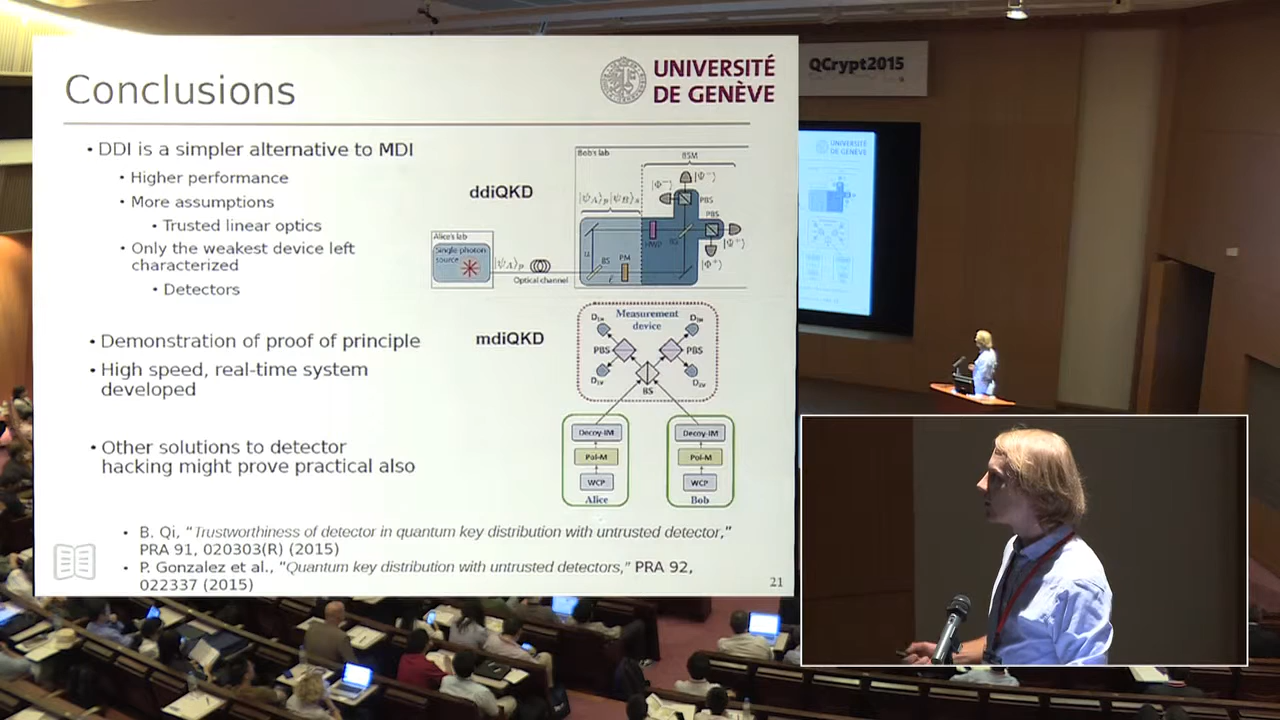 Conclusions
UNIVERSITÉ
DE GENÈVE
QCrypt2015
• DDI is a simpler alternative to MDI
• Higher performance
• More assumptions
• Trusted linear optics
• Only the weakest device left
characterized
• Detectors
• Demonstration of proof of principle
• High speed, real-time system
developed
• Other solutions to detector
hacking might prove practical also
ddiQKD
Bob's lab
BSM
|Φ⁻⟩
PBS
PBS
HWP
BS
|Φ⁺⟩
BS
PM
Alice's lab
Single photon
source
Optical channel
mdiQKD
Measurement
device
PBS
PBS
BS
Decoy-IM
Decoy-IM
Pol-M
Pol-M
WCP
WCP
Alice
Bob
• B. Qi, "Trustworthiness of detector in quantum key distribution with untrusted detector,"
PRA 91, 020303(R) (2015)
• P. Gonzalez et al., "Quantum key distribution with untrusted detectors," PRA 92,
022337 (2015)
21